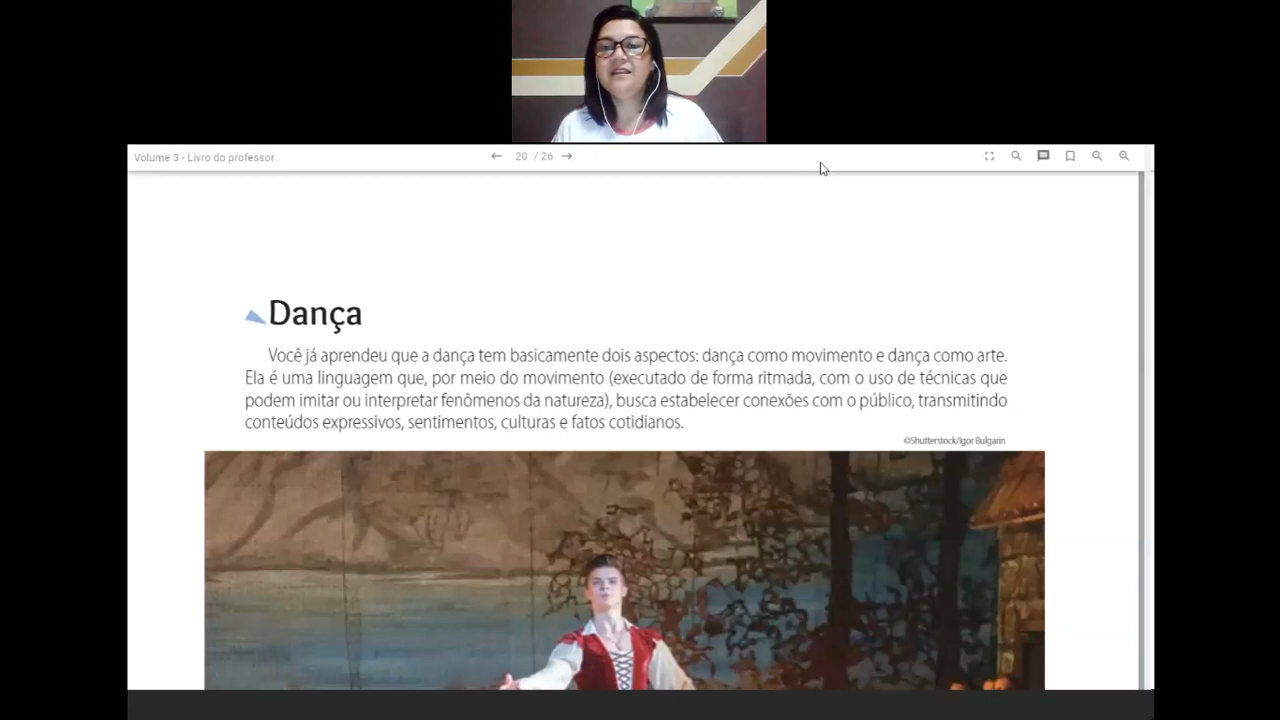 Volume 3 - Livro do professor
20 / 26
Dança
Você já aprendeu que a dança tem basicamente dois aspectos: dança como movimento e dança como arte.
Ela é uma linguagem que, por meio do movimento (executado de forma ritmada, com o uso de técnicas que
podem imitar ou interpretar fenômenos da natureza), busca estabelecer conexões com o público, transmitindo
conteúdos expressivos, sentimentos, culturas e fatos cotidianos.
©Shutterstock/Igor Bulgarin